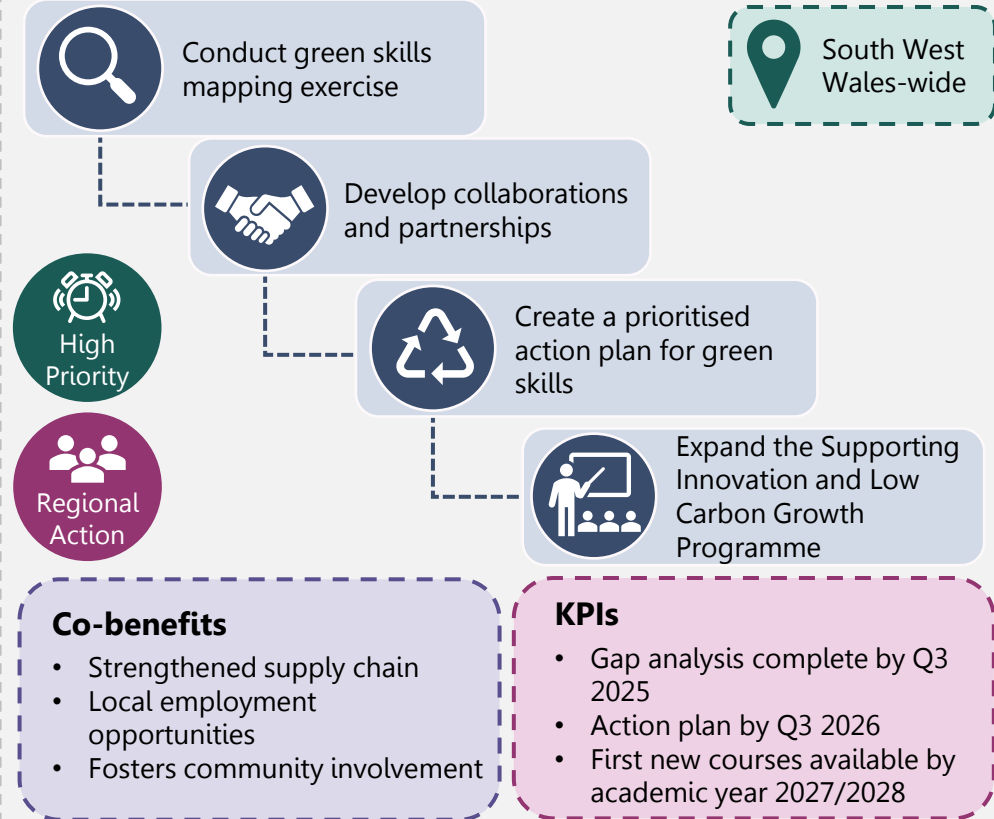 Conduct green skills
mapping exercise
South West
Wales-wide
Develop collaborations
and partnerships
High
Priority
Create a prioritised
action plan for green
skills
Regional
Action
Expand the Supporting
Innovation and Low
Carbon Growth
Programme
Co-benefits
• Strengthened supply chain
• Local employment
opportunities
• Fosters community involvement
KPIs
• Gap analysis complete by Q3
2025
• Action plan by Q3 2026
• First new courses available by
academic year 2027/2028